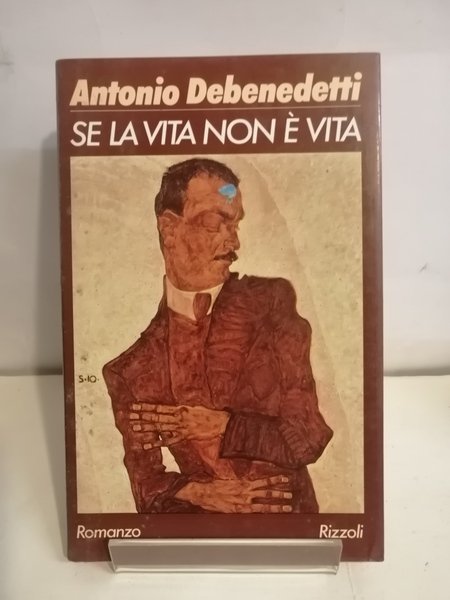 Antonio Debenedetti
SE LA VITA NON È VITA
S·10·
Romanzo Rizzoli